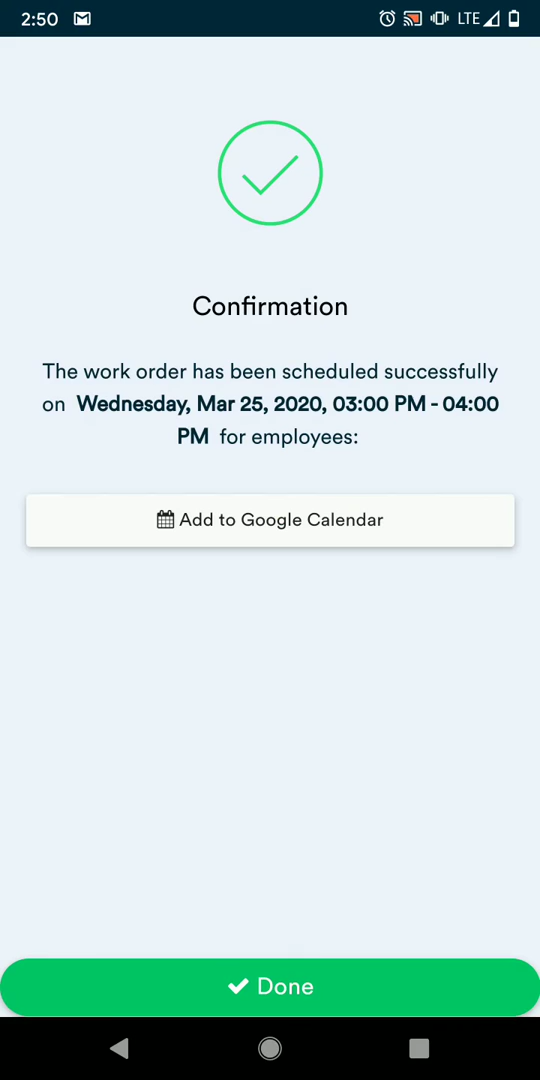 2:50
LTE
Confirmation
The work order has been scheduled successfully
on Wednesday, Mar 25, 2020, 03:00 PM - 04:00
PM for employees:
Add to Google Calendar
Done